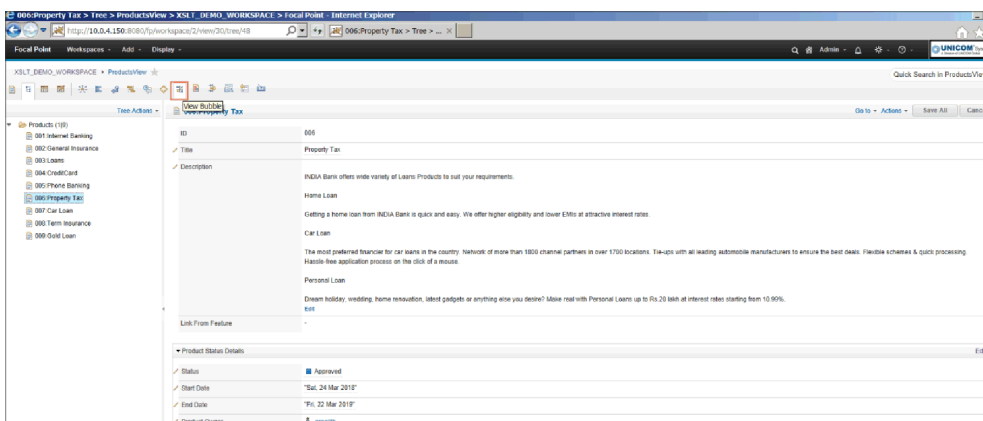 006:Property Tax > Tree > ProductsView > XSLT_DEMO_WORKSPACE > Focal Point - Internet Explorer
http://10.0.4.150:8080/fp/workspace/2/view/30/tree/48
006:Property Tax > Tree > ...
Focal Point Workspaces Add Display Admin UNICOM
XSLT_DEMO_WORKSPACE ProductsView Quick Search In ProductsVie
View Bubble
Tree Actions 006:Property Tax Go to Actions Save All Canc
Products (1|9)
001:Internet Banking
002:General Insurance
003:Loans
004:CreditCard
005:Phone Banking
006:Property Tax
007:Car Loan
008:Term Insurance
009:Gold Loan
ID 006
Title Property Tax
Description
INDIA Bank offers wide variety of Loans Products to suit your requirements.
Home Loan
Getting a home loan from INDIA Bank is quick and easy. We offer higher eligibility and lower EMIs at attractive interest rates.
Car Loan
The most preferred financier for car loans in the country. Network of more than 1800 channel partners in over 1700 locations. Tie-ups with all leading automobile manufacturers to ensure the best deals. Flexible schemes & quick processing.
Hassle-free application process on the click of a mouse.
Personal Loan
Dream holiday, wedding, home renovation, latest gadgets or anything else you desire? Make real with Personal Loans up to Rs.20 lakh at interest rates starting from 10.99%.
Edit
Link From Feature -
Product Status Details Ed
Status Approved
Start Date "Sat, 24 Mar 2018"
End Date "Fri, 22 Mar 2019"